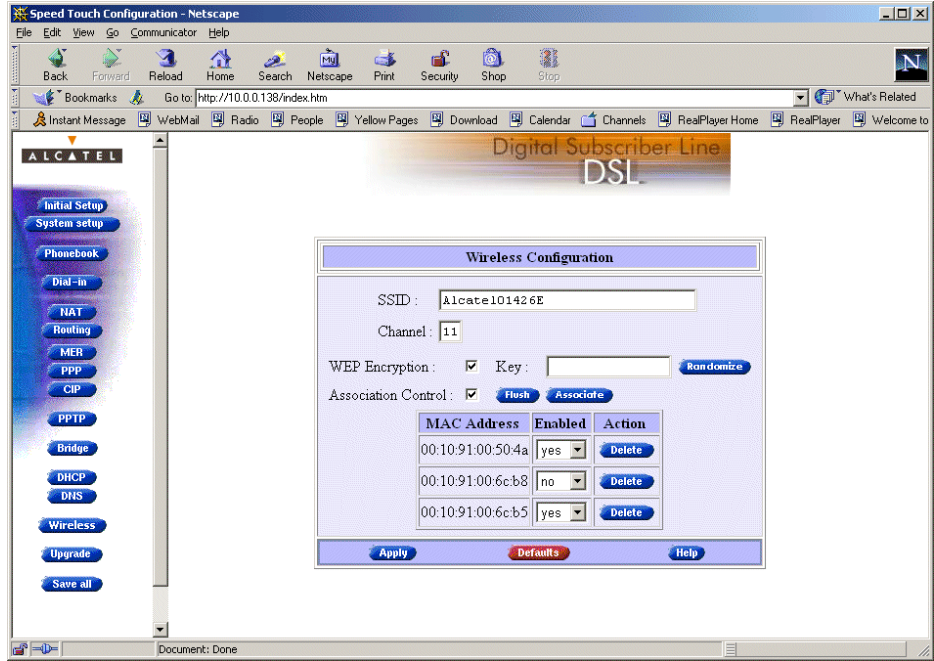 Speed Touch Configuration - Netscape
File Edit View Go Communicator Help
Back Forward Reload Home Search Netscape Print Security Shop Stop
My
N
Bookmarks Go to: http://10.0.0.138/index.htm What's Related
Instant Message WebMail Radio People Yellow Pages Download Calendar Channels RealPlayer Home RealPlayer Welcome to
ALCATEL
Digital Subscriber Line
DSL
Initial Setup
System setup
Phonebook
Dial-in
NAT
Routing
MER
PPP
CIP
PPTP
Bridge
DHCP
DNS
Wireless
Upgrade
Save all
Wireless Configuration
SSID : Alcatel01426E
Channel : 11
WEP Encryption : Key : Randomize
Association Control : Flush Associate
MAC Address Enabled Action
00:10:91:00:50:4a yes Delete
00:10:91:00:6c:b8 no Delete
00:10:91:00:6c:b5 yes Delete
Apply Defaults Help
Document: Done